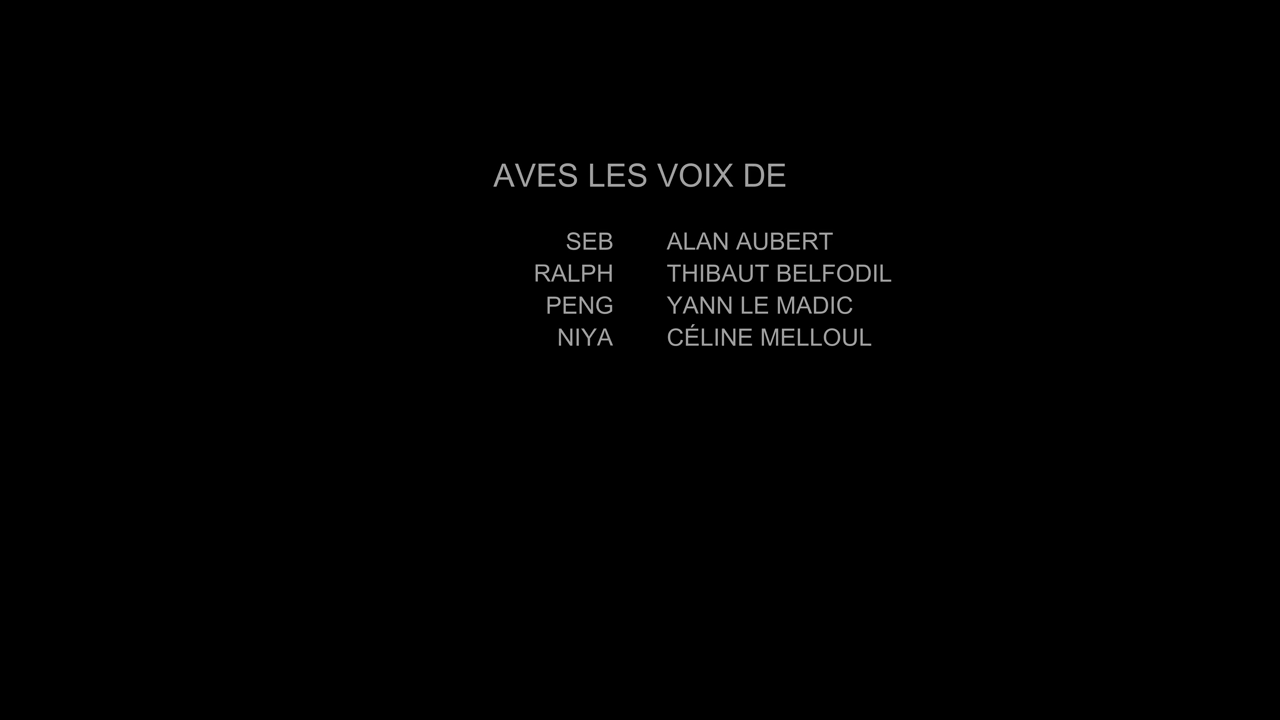 AVES LES VOIX DE
SEB ALAN AUBERT
RALPH THIBAUT BELFODIL
PENG YANN LE MADIC
NIYA CÉLINE MELLOUL